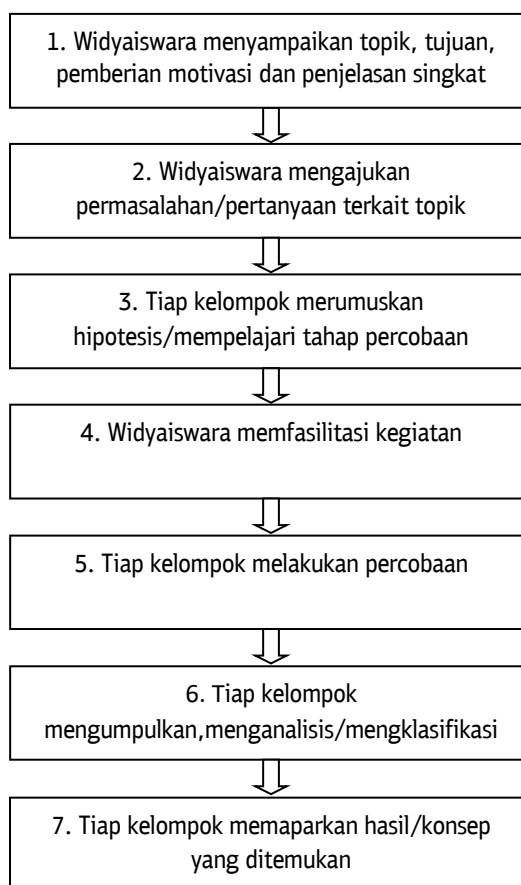 1. Widyaiswara menyampaikan topik, tujuan,
pemberian motivasi dan penjelasan singkat
2. Widyaiswara mengajukan
permasalahan/pertanyaan terkait topik
3. Tiap kelompok merumuskan
hipotesis/mempelajari tahap percobaan
4. Widyaiswara memfasilitasi kegiatan
5. Tiap kelompok melakukan percobaan
6. Tiap kelompok
mengumpulkan,menganalisis/mengklasifikasi
7. Tiap kelompok memaparkan hasil/konsep
yang ditemukan